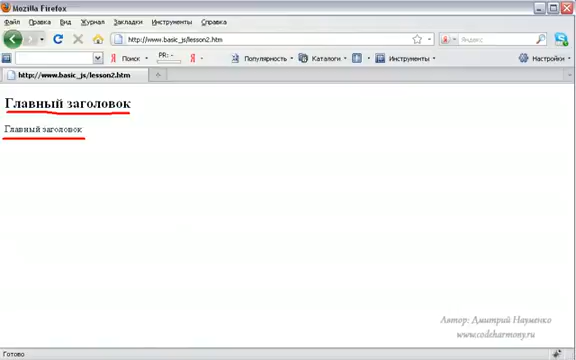 Mozilla Firefox
Файл Правка Вид Журнал Закладки Инструменты Справка
http://www.basic_js/lesson2.htm Яндекс
Поиск PR: - Популярность Каталоги Инструменты Настройки
http://www.basic_js/lesson2.htm
Главный заголовок
Главный заголовок
Автор: Дмитрий Науменко
www.codeharmony.ru
Готово